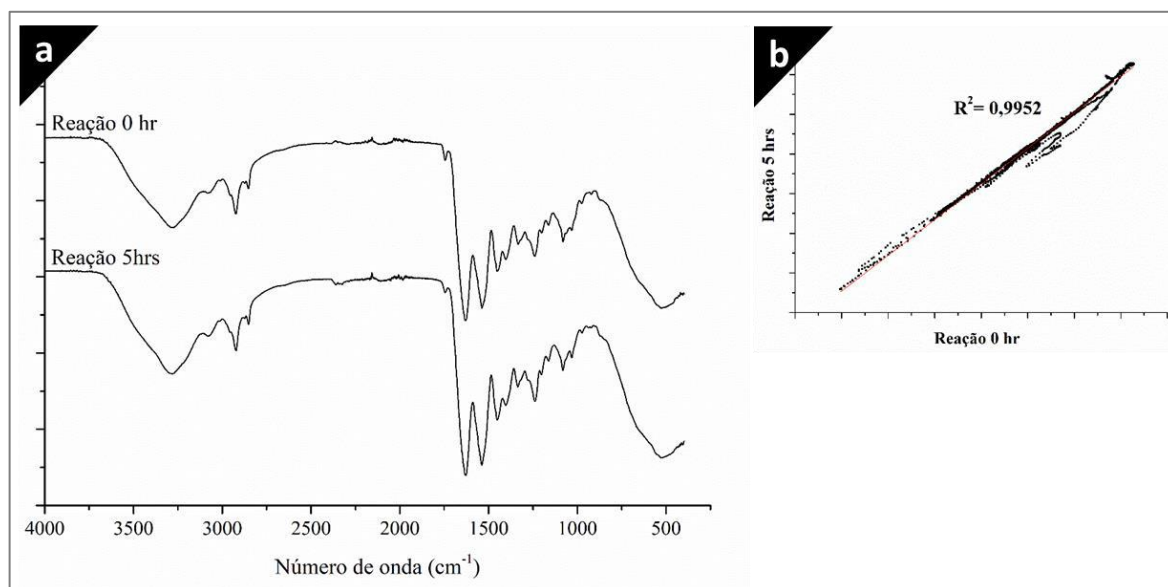 a
Reação 0 hr
Reação 5hrs
4000 3500 3000 2500 2000 1500 1000 500
Número de onda (cm⁻¹)
b
R²= 0,9952
Reação 5 hrs
Reação 0 hr